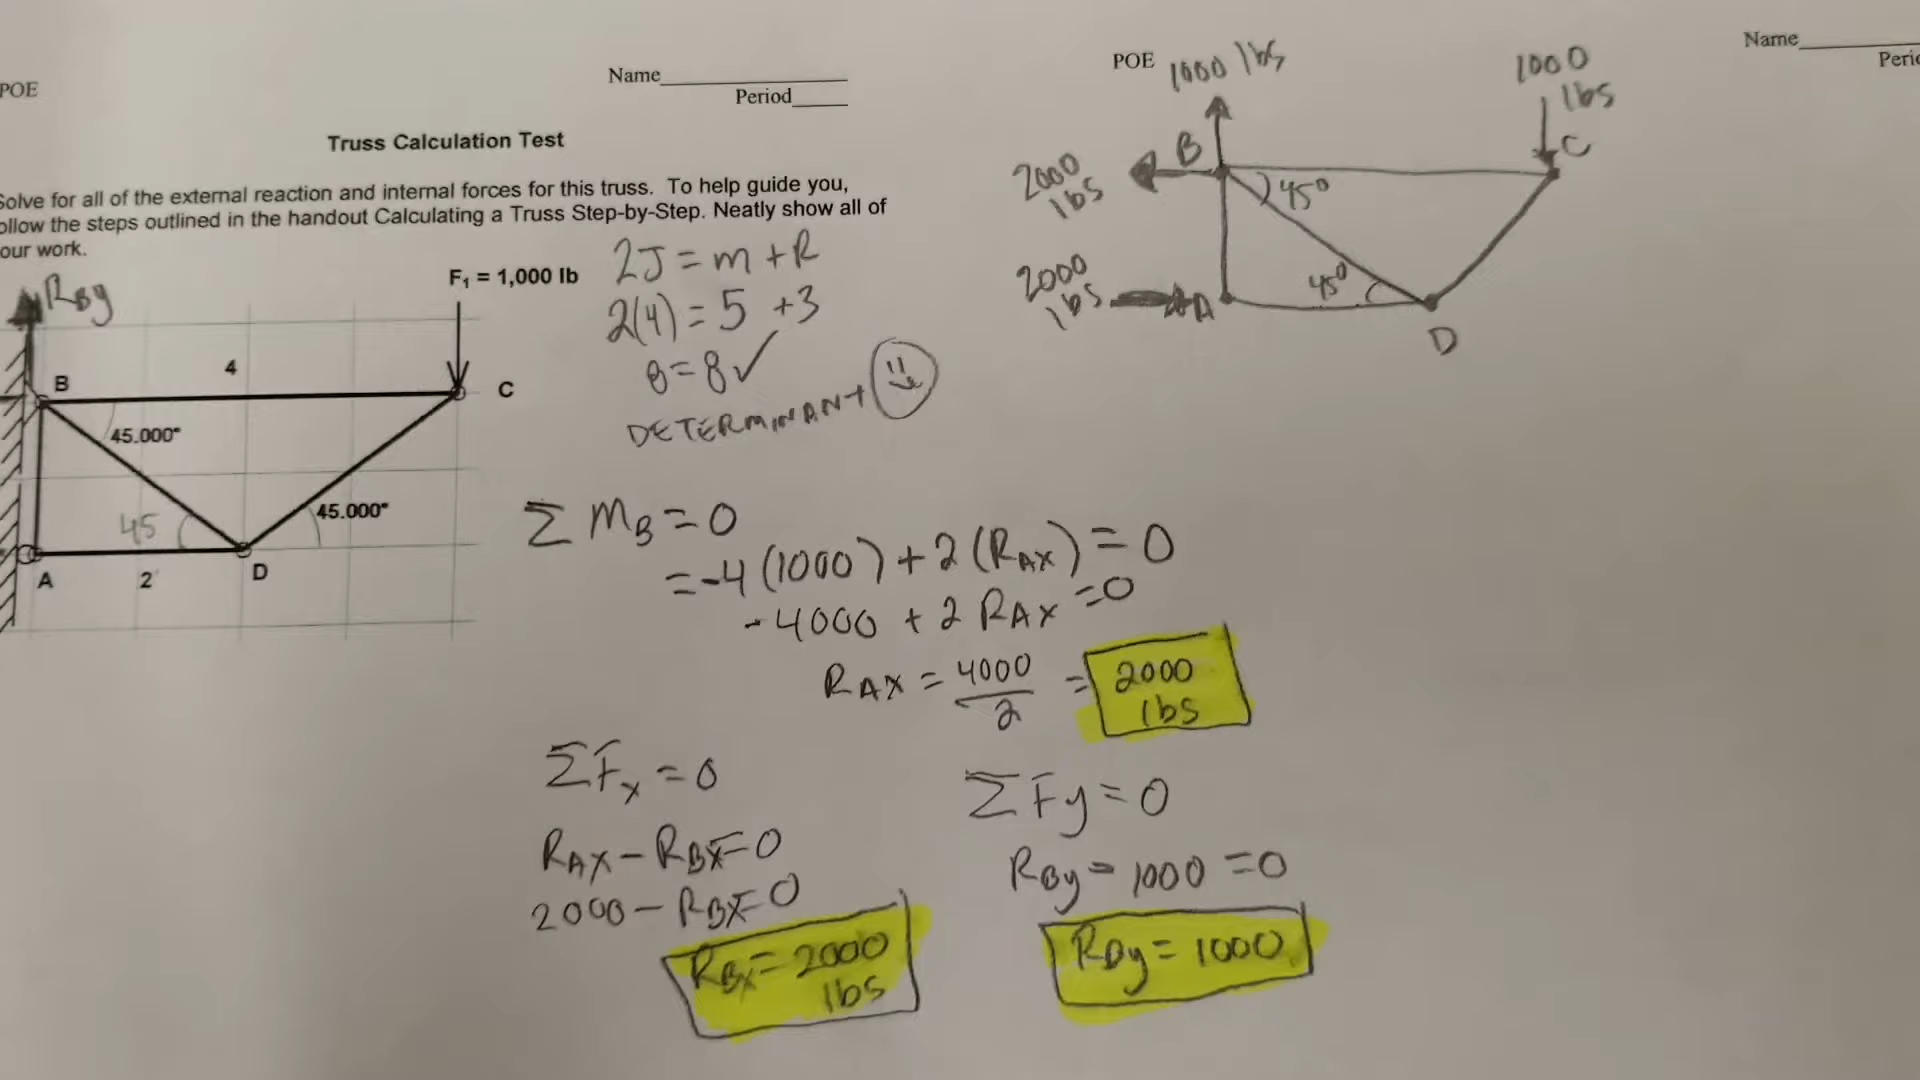 POE
Name
Period
Truss Calculation Test
Solve for all of the external reaction and internal forces for this truss. To help guide you,
ollow the steps outlined in the handout Calculating a Truss Step-by-Step. Neatly show all of
our work.
RBy
F1 = 1,000 lb
B
4
C
45.000°
45
45.000°
A
2
D
2J = m + R
2(4) = 5 + 3
8 = 8 ✓
DETERMINANT
ΣMB = 0
= -4(1000) + 2(RAX) = 0
-4000 + 2 RAX = 0
RAX = 4000/2 = 2000 lbs
ΣFx = 0
RAX - RBX = 0
2000 - RBX = 0
RBX = 2000
lbs
ΣFy = 0
RBy - 1000 = 0
RBy = 1000
POE
Name
Perio
1000 lbs
1000
lbs
2000
lbs
B
C
45°
2000
lbs
A
45°
D